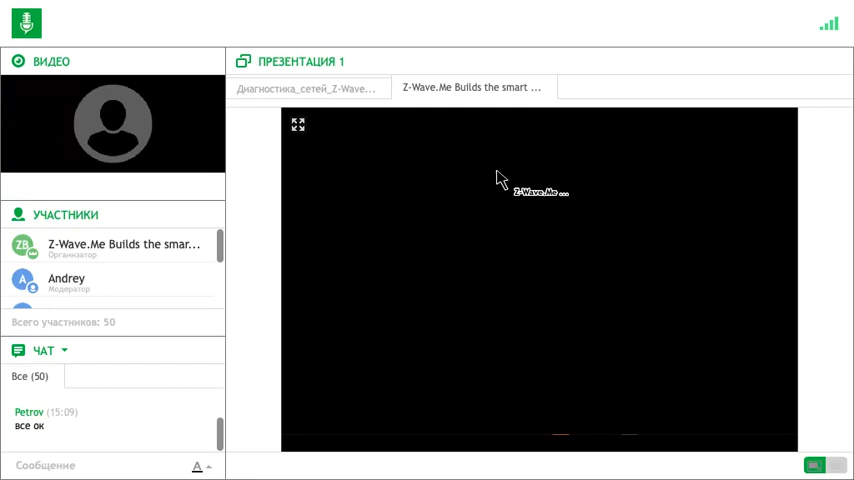 ВИДЕО
ПРЕЗЕНТАЦИЯ 1
Диагностика_сетей_Z-Wave...
Z-Wave.Me Builds the smart ...
Z-Wave.Me ...
УЧАСТНИКИ
ZB
Z-Wave.Me Builds the smar...
Организатор
A
Andrey
Модератор
Всего участников: 50
ЧАТ
Все (50)
Petrov (15:09)
все ок
Сообщение
A